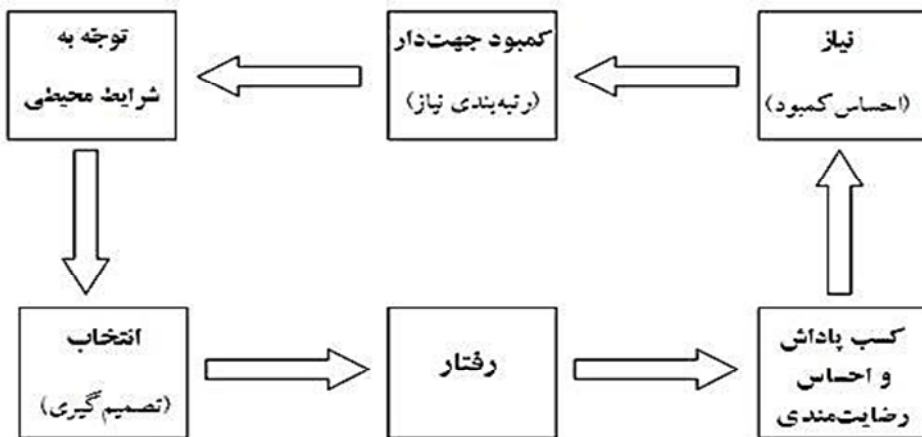 نیاز
(احساس کمبود)
کمبود جهت‌دار
(رتبه‌بندی نیاز)
توجّه به
شرایط محیطی
انتخاب
(تصمیم‌گیری)
رفتار
کسب پاداش
و احساس
رضایت‌مندی